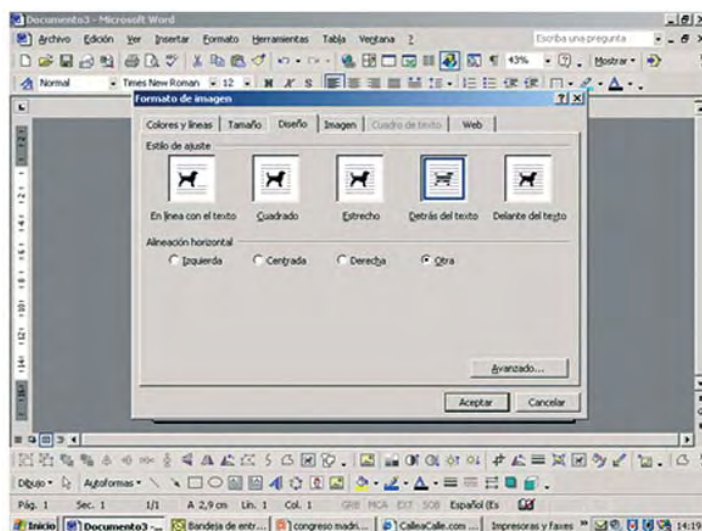 Documento3 - Microsoft Word
Archivo Edición Ver Insertar Formato Herramientas Tabla Ventana ? Escriba una pregunta
43% Mostrar
Normal Times New Roman 12 N K S
Formato de imagen
Colores y líneas Tamaño Diseño Imagen Cuadro de texto Web
Estilo de ajuste
En línea con el texto Cuadrado Estrecho Detrás del texto Delante del texto
Alineación horizontal
Izquierda Centrada Derecha Otra
Avanzado...
Aceptar Cancelar
Dibujo Autoformas
Pág. 1 Sec. 1 1/1 A 2,9 cm Lín. 1 Col. 1 GRB MCA EXT SOB Español (Es
Inicio Documento3 -... Bandeja de entr... congreso madri... CalleaCalle.com ... Impresoras y faxes » 14:19